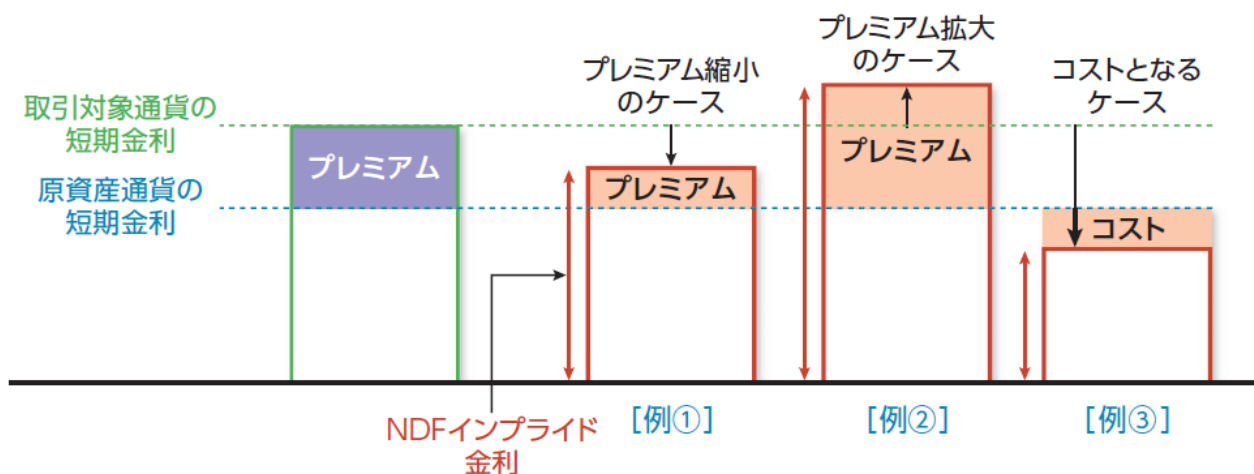 プレミアム縮小
のケース
プレミアム拡大
のケース
コストとなる
ケース
取引対象通貨の
短期金利
原資産通貨の
短期金利
プレミアム
プレミアム
プレミアム
コスト
NDFインプライド
金利
［例①］
［例②］
［例③］